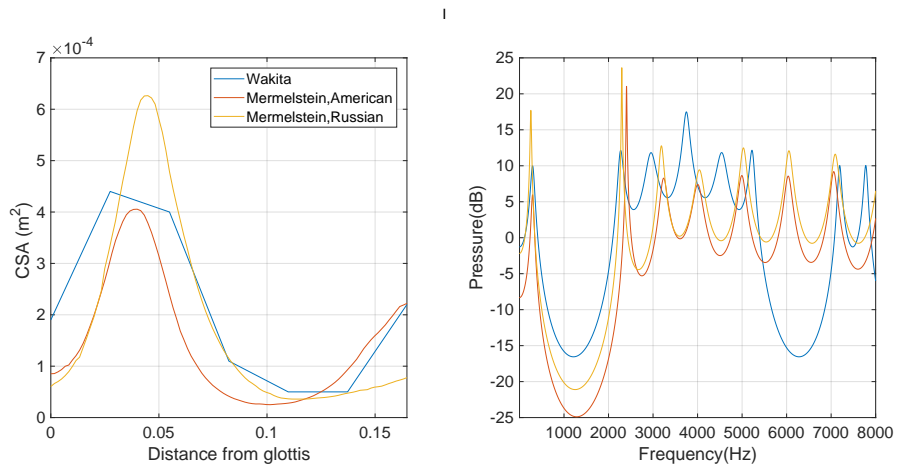 I
×10⁻⁴
7
6
5
4
3
2
1
0
CSA (m²)
0 0.05 0.1 0.15
Distance from glottis
Wakita
Mermelstein,American
Mermelstein,Russian
25
20
15
10
5
0
-5
-10
-15
-20
-25
Pressure(dB)
1000 2000 3000 4000 5000 6000 7000 8000
Frequency(Hz)